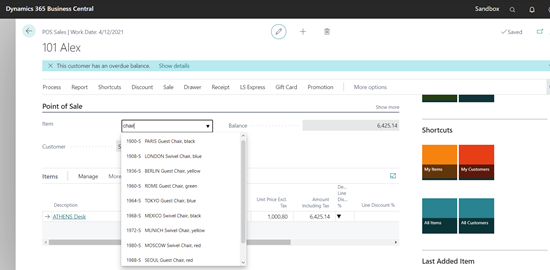 Dynamics 365 Business Central
Sandbox
POS Sales | Work Date: 4/12/2021
Saved
101 Alex
This customer has an overdue balance.
Show details
Process
Report
Shortcuts
Discount
Sale
Drawer
Receipt
LS Express
Gift Card
Promotion
More options
Point of Sale
Show more
Item
chair
Balance
6,425.14
Customer
S
1900-S PARIS Guest Chair, black
1908-S LONDON Swivel Chair, blue
1936-S BERLIN Guest Chair, yellow
1960-S ROME Guest Chair, green
1964-S TOKYO Guest Chair, blue
1968-S MEXICO Swivel Chair, black
1972-S MUNICH Swivel Chair, yellow
1980-S MOSCOW Swivel Chair, red
1988-S SEOUL Guest Chair, red
Items
Manage
More
Description
Unit Price Excl. Tax
Amount Including Tax
De... Line Dis... %
Line Discount %
ATHENS Desk
1,000.80
6,425.14
Shortcuts
My Items
My Customers
All Items
All Customers
Last Added Item